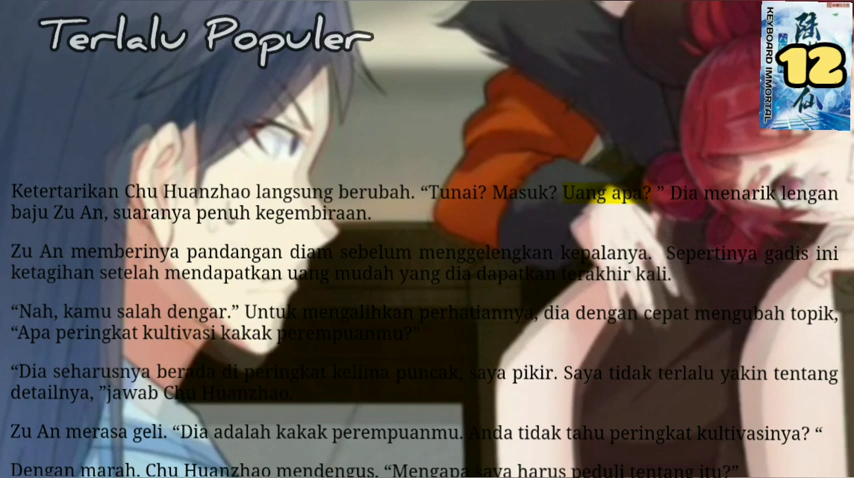 Terlalu Populer
KEYBOARD IMMORTAL
12
Ketertarikan Chu Huanzhao langsung berubah. “Tunai? Masuk? Uang apa? ” Dia menarik lengan
baju Zu An, suaranya penuh kegembiraan.
Zu An memberinya pandangan diam sebelum menggelengkan kepalanya. Sepertinya gadis ini
ketagihan setelah mendapatkan uang mudah yang dia dapatkan terakhir kali.
“Nah, kamu salah dengar.” Untuk mengalihkan perhatiannya, dia dengan cepat mengubah topik,
“Apa peringkat kultivasi kakak perempuanmu?”
“Dia seharusnya berada di peringkat kelima puncak, saya pikir. Saya tidak terlalu yakin tentang
detailnya, ”jawab Chu Huanzhao.
Zu An merasa geli. “Dia adalah kakak perempuanmu. Anda tidak tahu peringkat kultivasinya? “
Dengan marah, Chu Huanzhao mendengus. “Mengapa saya harus peduli tentang itu?”